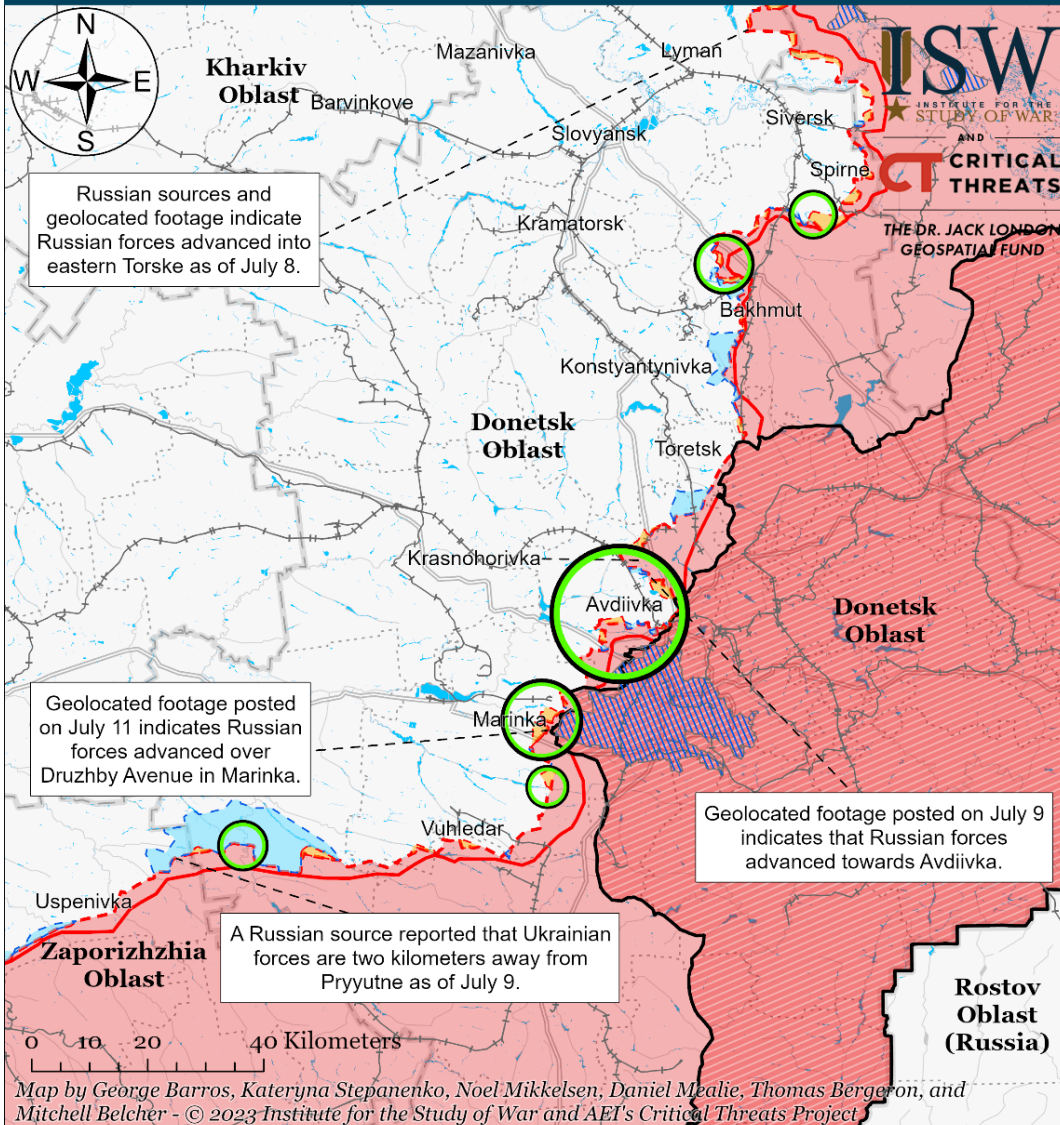 N
W
E
S
Kharkiv
Oblast
Mazanivka
Lyman
Barvinkove
Slovyansk
Siversk
Spirne
ISW
INSTITUTE FOR THE
STUDY OF WAR
AND
CT CRITICAL
THREATS
THE DR. JACK LONDON
GEOSPATIAL FUND
Russian sources and
geolocated footage indicate
Russian forces advanced into
eastern Torske as of July 8.
Kramatorsk
Bakhmut
Konstyantynivka
Donetsk
Oblast
Toretsk
Krasnohorivka
Avdiivka
Donetsk
Oblast
Geolocated footage posted
on July 11 indicates Russian
forces advanced over
Druzhby Avenue in Marinka.
Marinka
Vuhledar
Geolocated footage posted on July 9
indicates that Russian forces
advanced towards Avdiivka.
Uspenivka
Zaporizhzhia
Oblast
A Russian source reported that Ukrainian
forces are two kilometers away from
Pryyutne as of July 9.
Rostov
Oblast
(Russia)
0 10 20 40 Kilometers
Map by George Barros, Kateryna Stepanenko, Noel Mikkelsen, Daniel Mealie, Thomas Bergeron, and
Mitchell Belcher - © 2023 Institute for the Study of War and AEI's Critical Threats Project